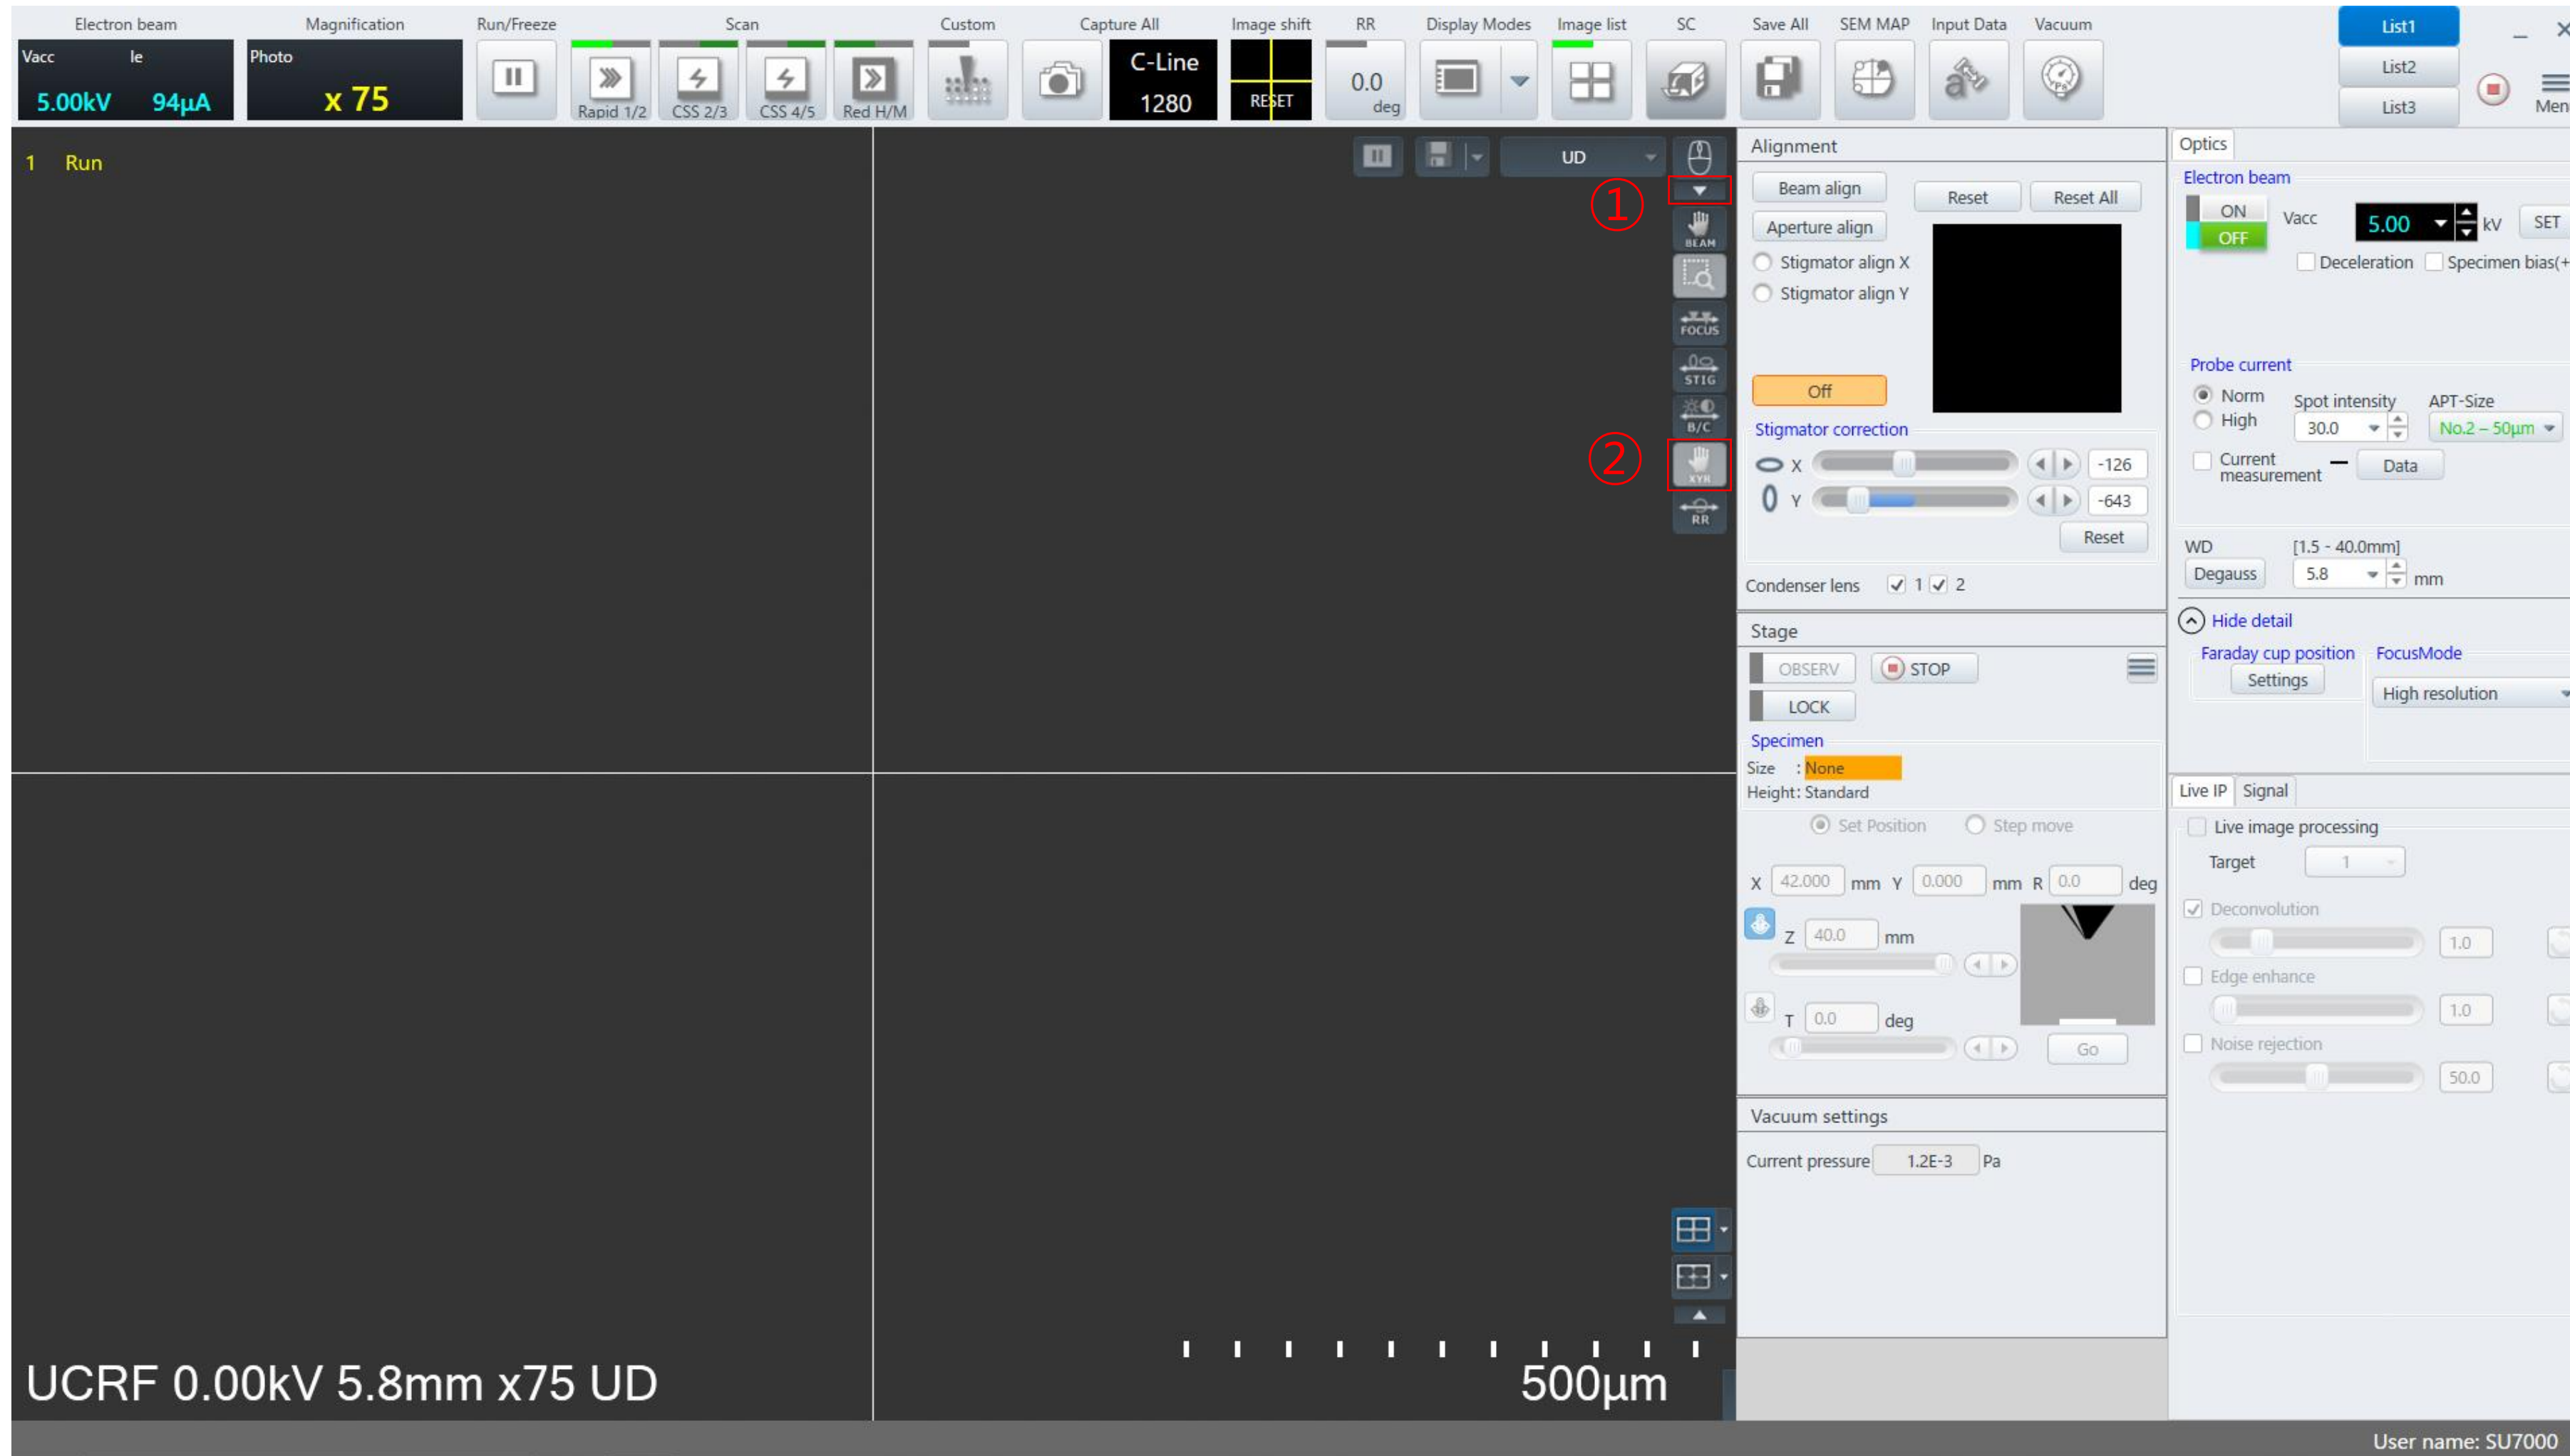 Electron beam
Magnification
Run/Freeze
Scan
Custom
Capture All
Image shift
RR
Display Modes
Image list
SC
Save All
SEM MAP
Input Data
Vacuum
Vacc Ie
5.00kV 94µA
Photo
x 75
Rapid 1/2
CSS 2/3
CSS 4/5
Red H/M
C-Line
1280
RESET
0.0
deg
List1
List2
List3
Men
1 Run
UD
①
BEAM
FOCUS
STIG
B/C
②
XYR
RR
UCRF 0.00kV 5.8mm x75 UD
500µm
Alignment
Beam align
Reset
Reset All
Aperture align
Stigmator align X
Stigmator align Y
Off
Stigmator correction
X -126
Y -643
Reset
Condenser lens 1 2
Stage
OBSERV
STOP
LOCK
Specimen
Size : None
Height: Standard
Set Position
Step move
X 42.000 mm Y 0.000 mm R 0.0 deg
Z 40.0 mm
T 0.0 deg
Go
Vacuum settings
Current pressure 1.2E-3 Pa
Optics
Electron beam
ON
OFF
Vacc 5.00 kV SET
Deceleration
Specimen bias(+
Probe current
Norm
High
Spot intensity
30.0
APT-Size
No.2 – 50µm
Current
measurement
Data
WD [1.5 - 40.0mm]
Degauss 5.8 mm
Hide detail
Faraday cup position
Settings
FocusMode
High resolution
Live IP
Signal
Live image processing
Target 1
Deconvolution
1.0
Edge enhance
1.0
Noise rejection
50.0
User name: SU7000